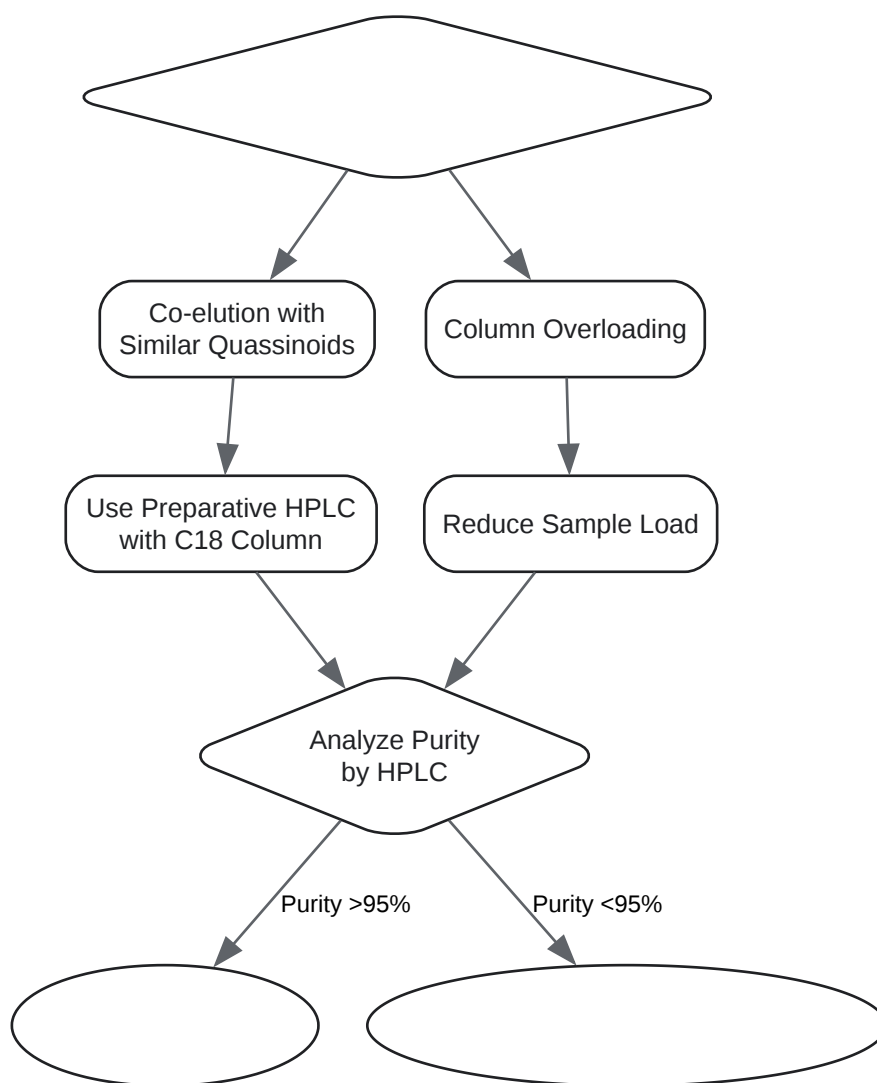 Co-elution with
Similar Quassinoids
Column Overloading
Use Preparative HPLC
with C18 Column
Reduce Sample Load
Analyze Purity
by HPLC
Purity >95%
Purity <95%